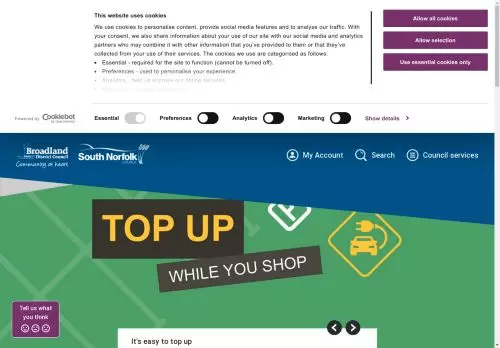 This website uses cookies
We use cookies to personalise content, provide social media features and to analyse our traffic. With
your consent, we also share information about your use of our site with our social media and analytics
partners who may combine it with other information that you've provided to them or that they've
collected from your use of their services. The cookies we use are categorised as follows:
Essential - required for the site to function (cannot be turned off).
Preferences - used to personalise your experience.
Allow all cookies
Allow selection
Use essential cookies only
Powered by Cookiebot
Essential Preferences Analytics Marketing Show details
Broadland District Council
Community at heart
South Norfolk COUNCIL
My Account Search Council services
TOP UP
WHILE YOU SHOP
Tell us what
you think
It's easy to top up